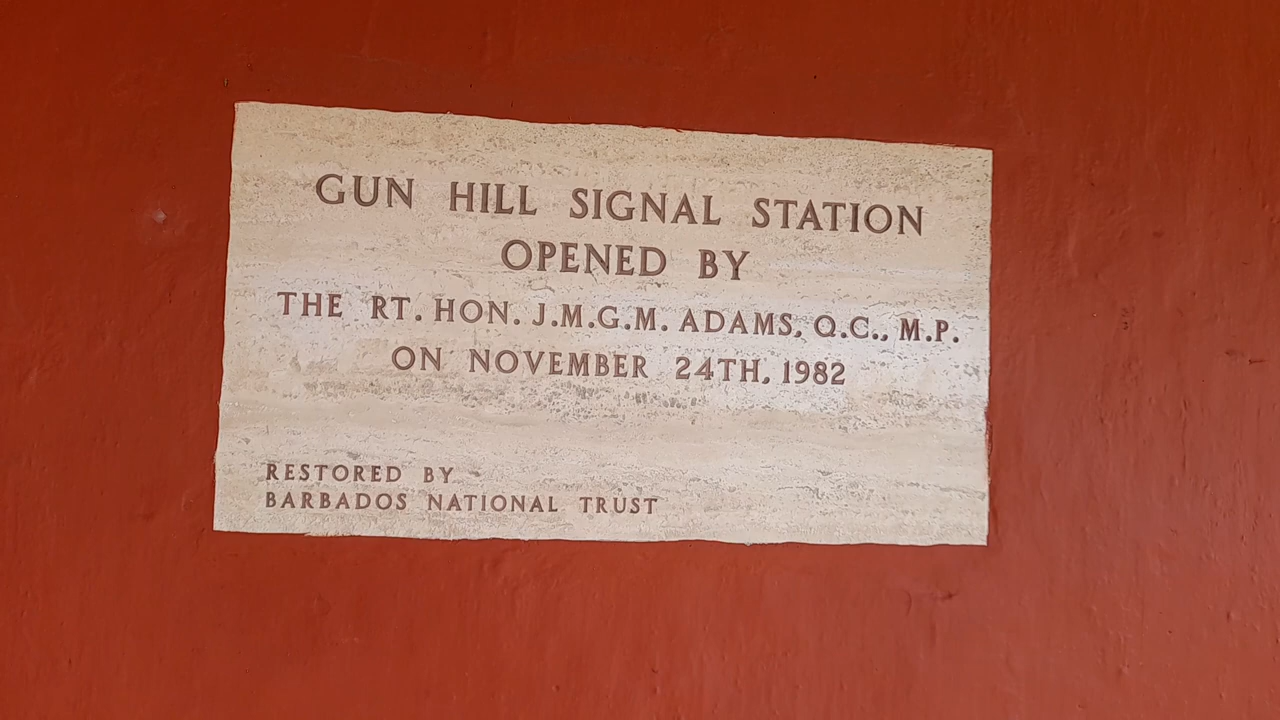 GUN HILL SIGNAL STATION
OPENED BY
THE RT. HON. J.M.G.M. ADAMS, Q.C., M.P.
ON NOVEMBER 24TH, 1982
RESTORED BY
BARBADOS NATIONAL TRUST